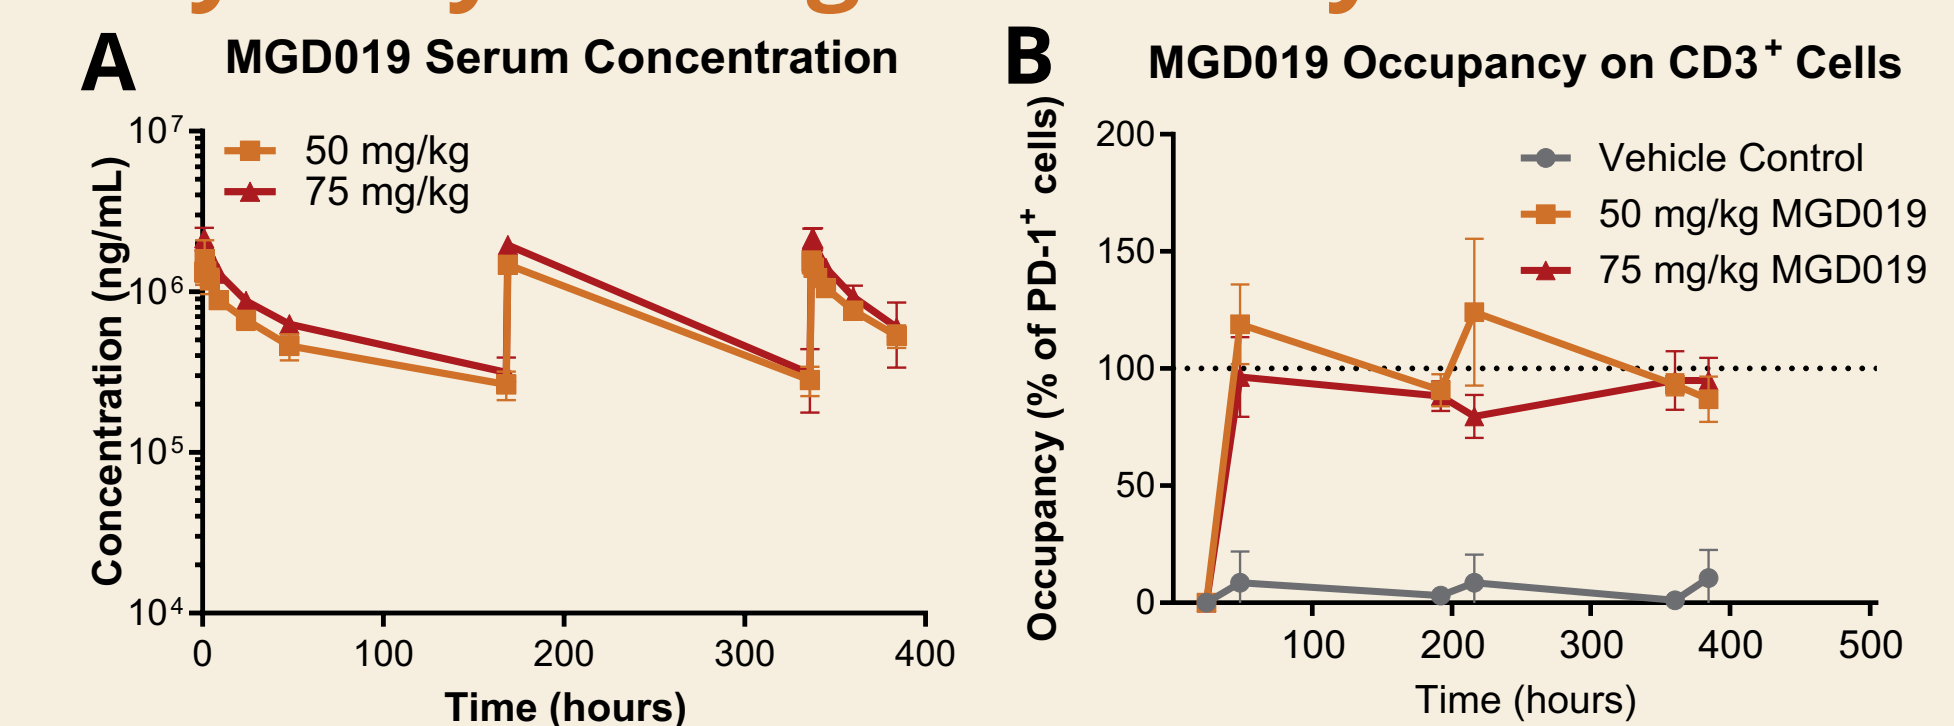 A
MGD019 Serum Concentration
Concentration (ng/mL)
10⁷
10⁶
10⁵
10⁴
50 mg/kg
75 mg/kg
0 100 200 300 400
Time (hours)
B
MGD019 Occupancy on CD3⁺ Cells
Occupancy (% of PD-1⁺ cells)
200
150
100
50
0
Vehicle Control
50 mg/kg MGD019
75 mg/kg MGD019
100 200 300 400 500
Time (hours)